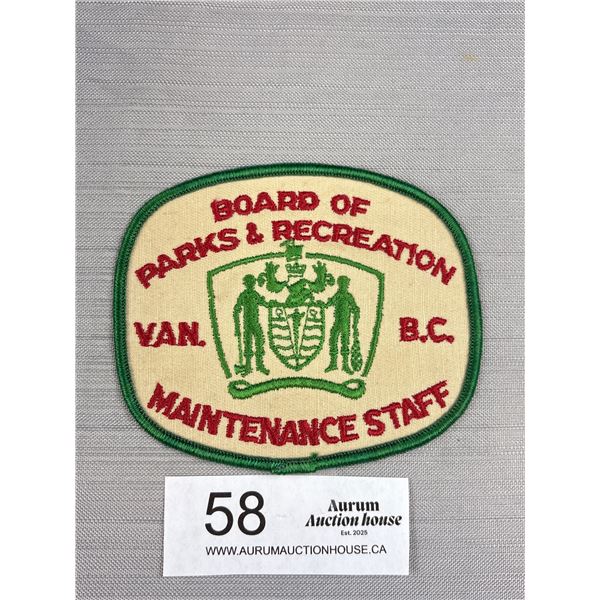 BOARD OF
PARKS & RECREATION
VAN. B.C.
MAINTENANCE STAFF
58
Aurum
Auction house
Est. 2025
WWW.AURUMAUCTIONHOUSE.CA